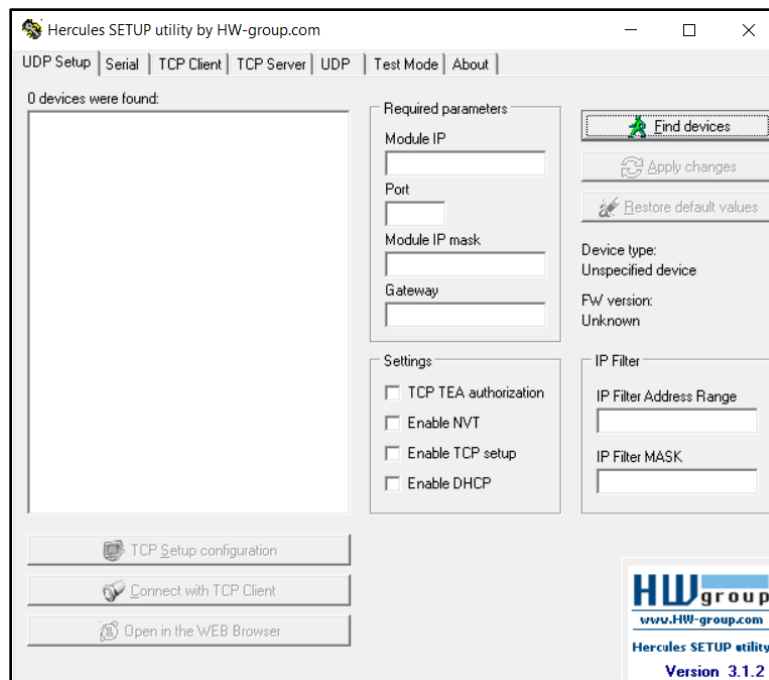 Hercules SETUP utility by HW-group.com
UDP Setup Serial TCP Client TCP Server UDP Test Mode About
0 devices were found:
Required parameters
Module IP
Port
Module IP mask
Gateway
Find devices
Apply changes
Restore default values
Device type:
Unspecified device
FW version:
Unknown
Settings
TCP TEA authorization
Enable NVT
Enable TCP setup
Enable DHCP
IP Filter
IP Filter Address Range
IP Filter MASK
TCP Setup configuration
Connect with TCP Client
Open in the WEB Browser
HW group
www.HW-group.com
Hercules SETUP utility
Version 3.1.2